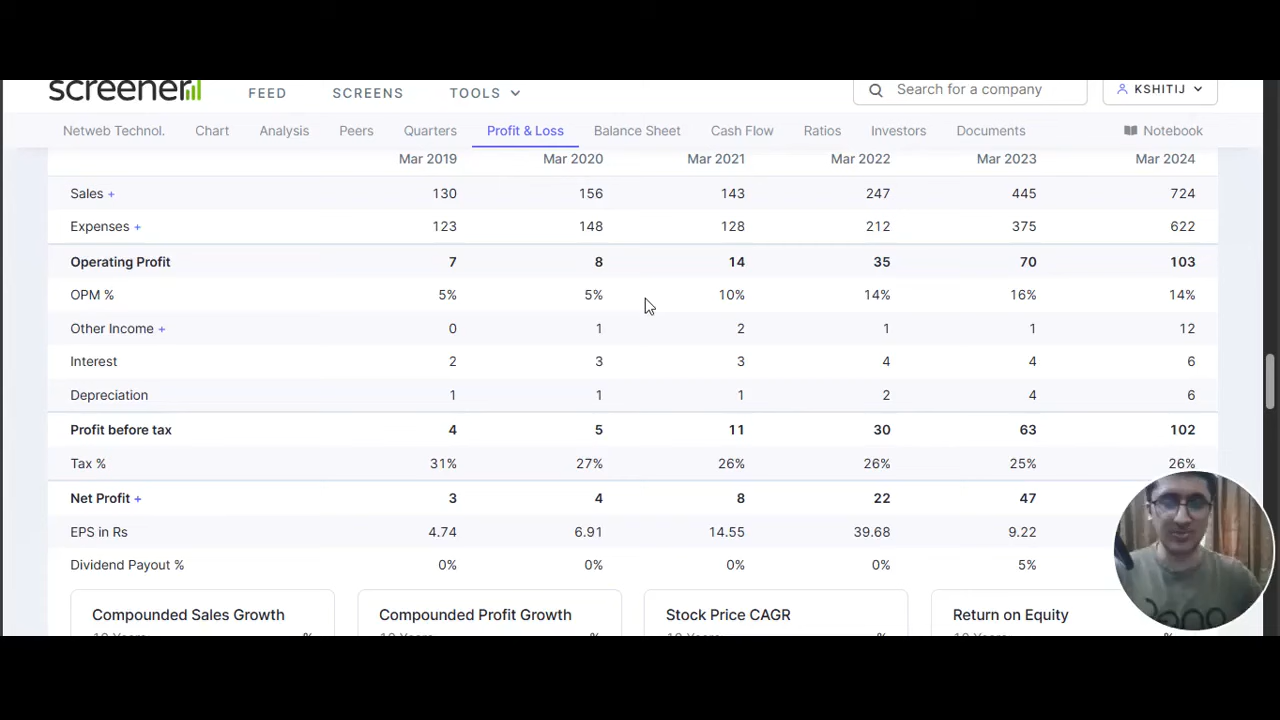 screener
FEED SCREENS TOOLS Search for a company KSHITIJ
Netweb Technol. Chart Analysis Peers Quarters Profit & Loss Balance Sheet Cash Flow Ratios Investors Documents Notebook
Mar 2019 Mar 2020 Mar 2021 Mar 2022 Mar 2023 Mar 2024
Sales + 130 156 143 247 445 724
Expenses + 123 148 128 212 375 622
Operating Profit 7 8 14 35 70 103
OPM % 5% 5% 10% 14% 16% 14%
Other Income + 0 1 2 1 1 12
Interest 2 3 3 4 4 6
Depreciation 1 1 1 2 4 6
Profit before tax 4 5 11 30 63 102
Tax % 31% 27% 26% 26% 25% 26%
Net Profit + 3 4 8 22 47
EPS in Rs 4.74 6.91 14.55 39.68 9.22
Dividend Payout % 0% 0% 0% 0% 5%
Compounded Sales Growth Compounded Profit Growth Stock Price CAGR Return on Equity